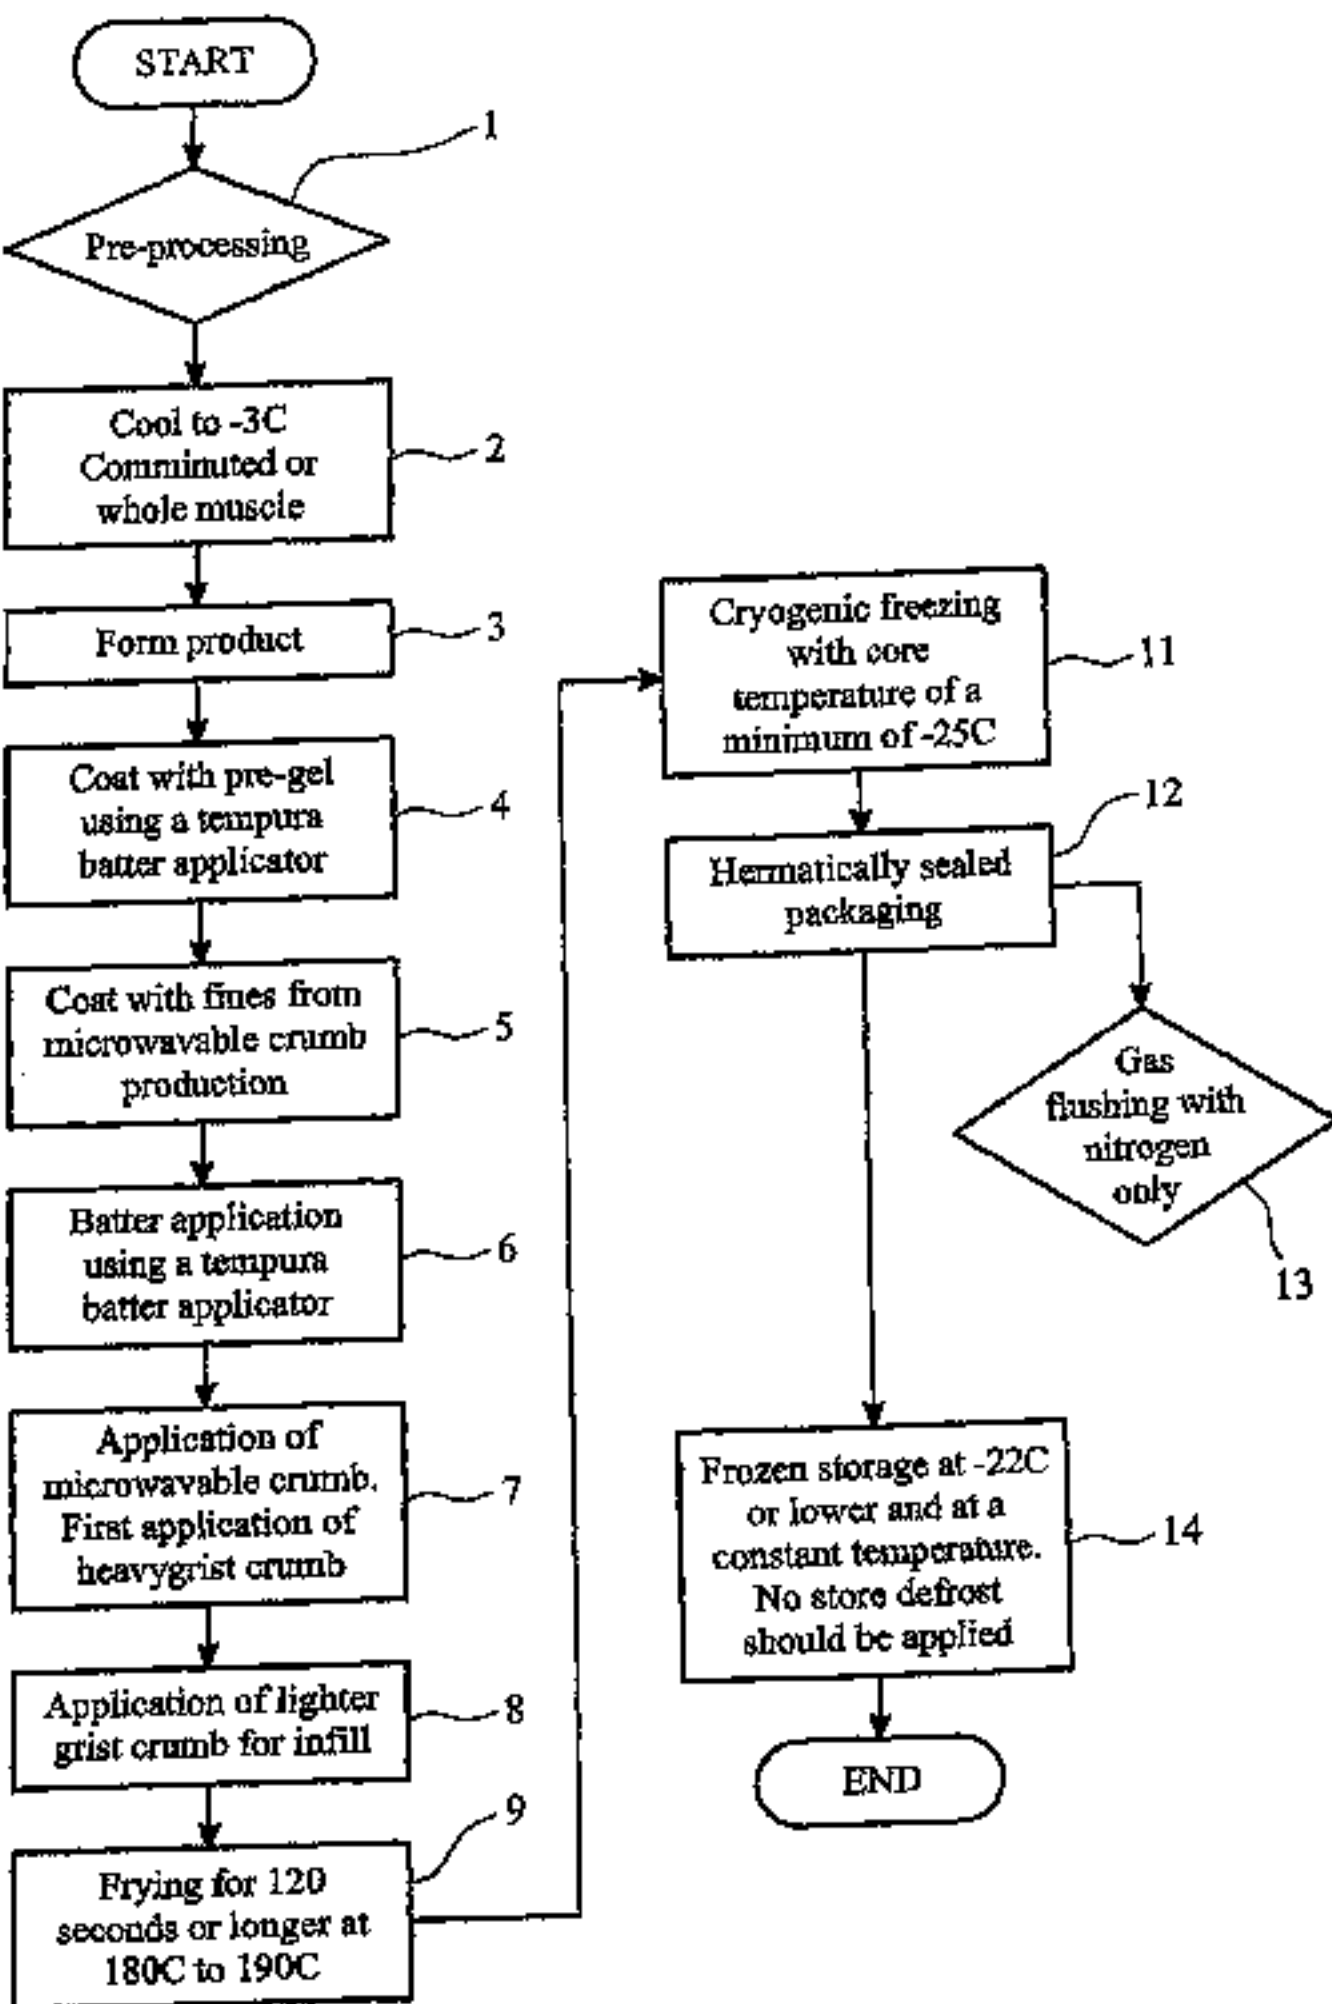 START
1
Pre-processing
Cool to -3C
Comminuted or
whole muscle
2
Form product
3
Coat with pre-gel
using a tempura
batter applicator
4
Coat with fines from
microwavable crumb
production
5
Batter application
using a tempura
batter applicator
6
Application of
microwavable crumb.
First application of
heavygrist crumb
7
Application of lighter
grist crumb for infill
8
Frying for 120
seconds or longer at
180C to 190C
9
Cryogenic freezing
with core
temperature of a
minimum of -25C
11
Hermatically sealed
packaging
12
Gas
flushing with
nitrogen
only
13
Frozen storage at -22C
or lower and at a
constant temperature.
No store defrost
should be applied
14
END